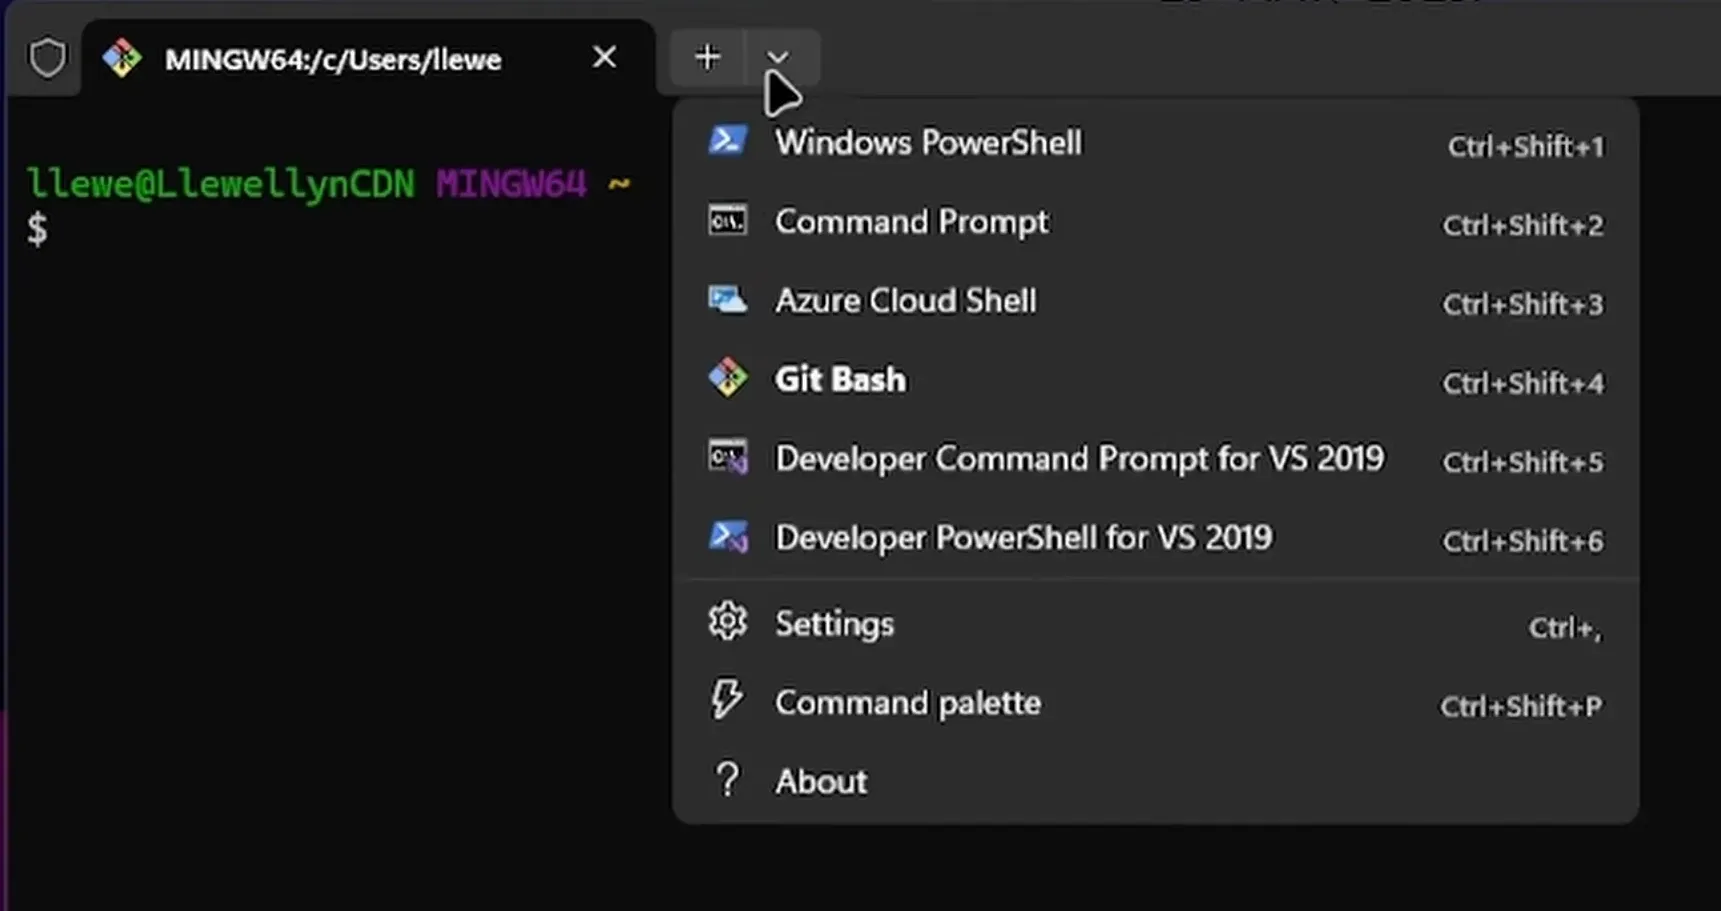 MINGW64:/c/Users/llewe
llewe@LlewellynCDN MINGW64 ~
$
Windows PowerShell Ctrl+Shift+1
Command Prompt Ctrl+Shift+2
Azure Cloud Shell Ctrl+Shift+3
Git Bash Ctrl+Shift+4
Developer Command Prompt for VS 2019 Ctrl+Shift+5
Developer PowerShell for VS 2019 Ctrl+Shift+6
Settings Ctrl+,
Command palette Ctrl+Shift+P
About